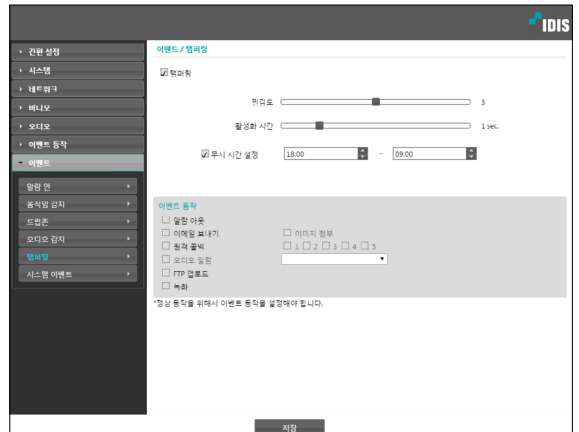 IDIS
간편 설정
시스템
네트워크
비디오
오디오
이벤트 동작
이벤트
알람 인
움직임 감지
트립존
오디오 감지
탬퍼링
시스템 이벤트
이벤트 / 탬퍼링
탬퍼링
민감도 3
활성화 시간 1 sec.
무시 시간 설정 18:00 ~ 09:00
이벤트 동작
알람 아웃
이메일 보내기 이미지 첨부
원격 콜백 1 2 3 4 5
오디오 알람
FTP 업로드
녹화
*정상 동작을 위해서 이벤트 동작을 설정해야 합니다.
저장